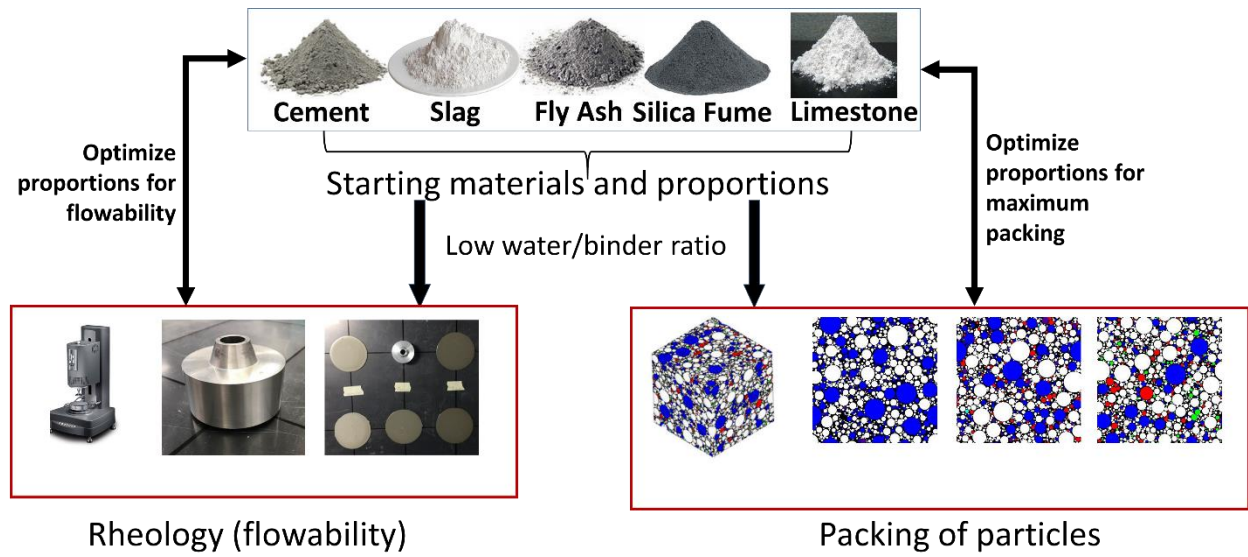 Cement
Slag
Fly Ash
Silica Fume
Limestone
Optimize
proportions for
flowability
Starting materials and proportions
Low water/binder ratio
Optimize
proportions for
maximum
packing
Rheology (flowability)
Packing of particles